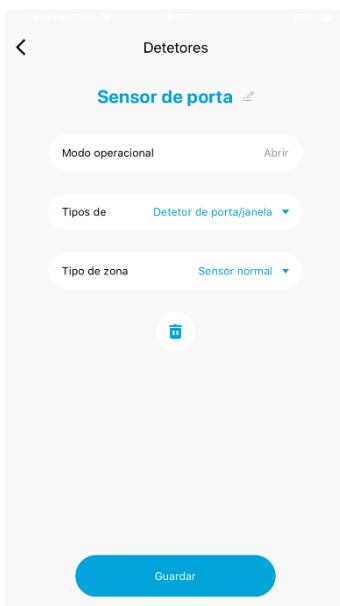 Detetores
Sensor de porta
Modo operacional Abrir
Tipos de Detetor de porta/janela
Tipo de zona Sensor normal
Guardar